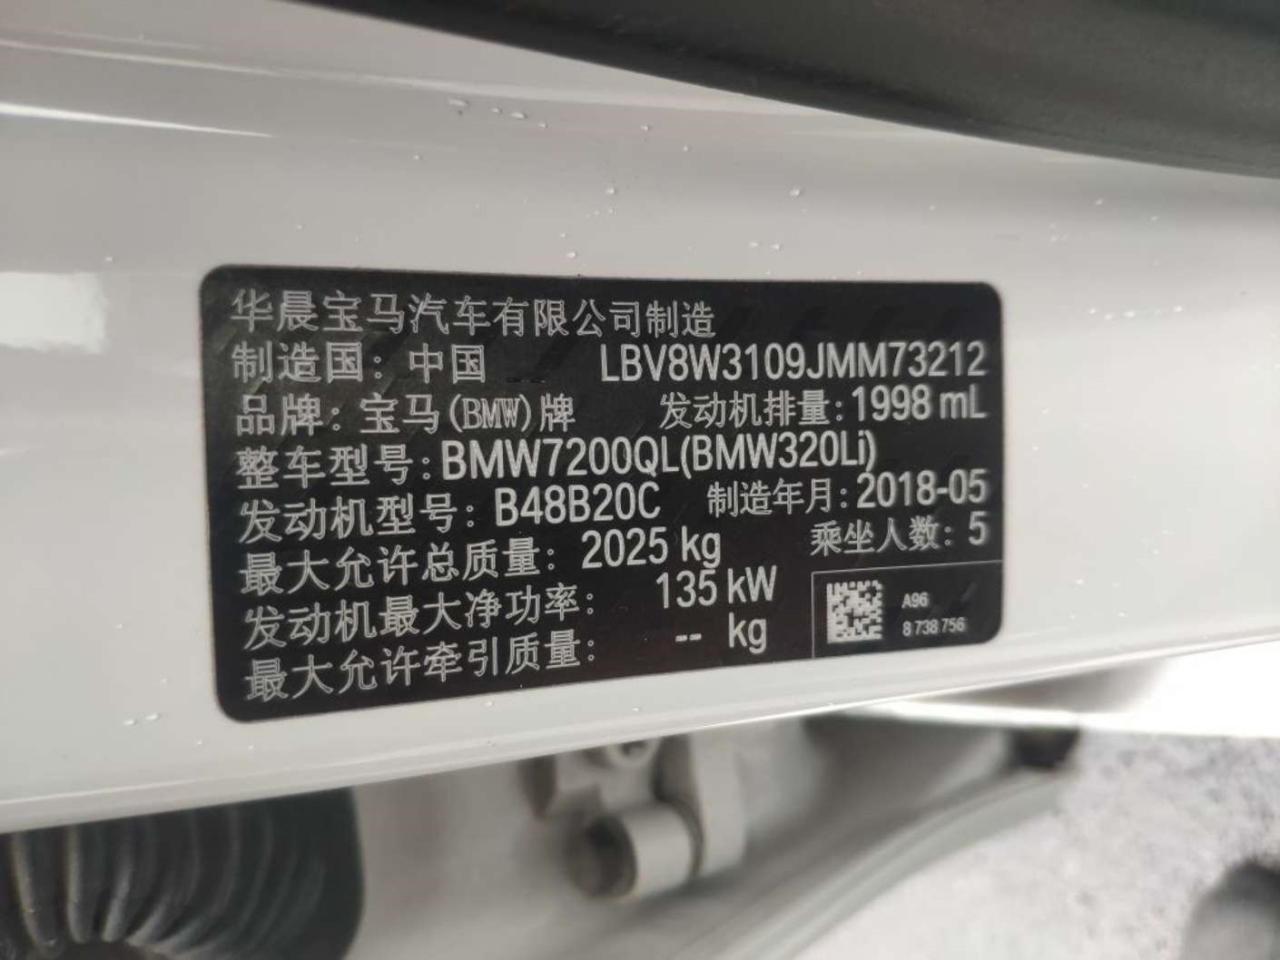 华晨宝马汽车有限公司制造
制造国：中国 LBV8W3109JMM73212
品牌：宝马(BMW)牌 发动机排量：1998 mL
整车型号：BMW7200QL(BMW320Li)
发动机型号：B48B20C 制造年月：2018-05
最大允许总质量：2025 kg 乘坐人数：5
发动机最大净功率：135 kW
最大允许牵引质量：-- kg
A96
8 738 756